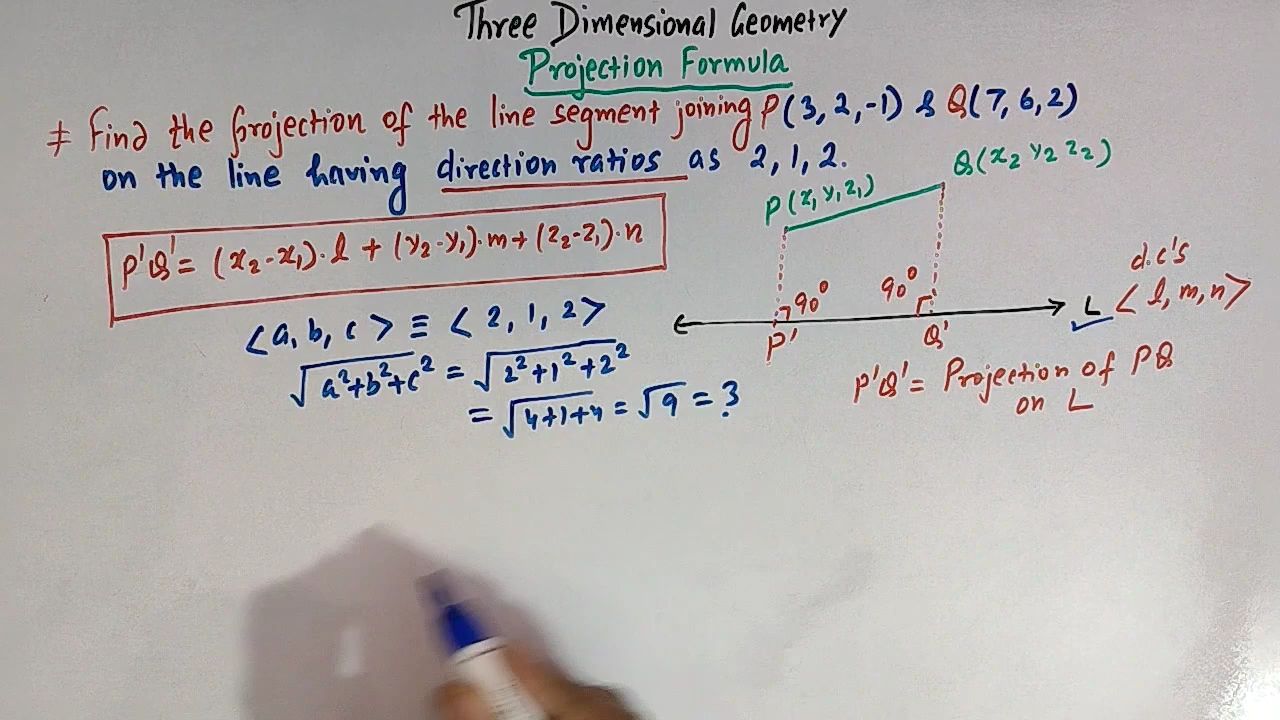 Three Dimensional Geometry
Projection Formula
# Find the projection of the line segment joining P(3, 2, -1) & Q(7, 6, 2)
on the line having direction ratios as 2, 1, 2.
P(x₁ y₁ z₁)
Q(x₂ y₂ z₂)
P'Q' = (x₂-x₁)·l + (y₂-y₁)·m + (z₂-z₁)·n
90° 90°
P' Q'
L
d.c's
< l, m, n >
<a, b, c> ≡ < 2, 1, 2>
√a²+b²+c² = √2²+1²+2²
= √4+1+4 = √9 = 3
P'Q' = Projection of PQ
on L